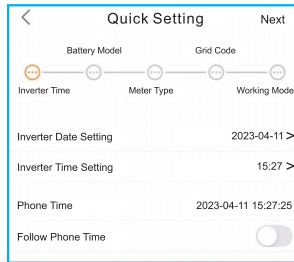 Quick Setting Next
Battery Model Grid Code
Inverter Time Meter Type Working Mode
Inverter Date Setting 2023-04-11 >
Inverter Time Setting 15:27 >
Phone Time 2023-04-11 15:27:25
Follow Phone Time